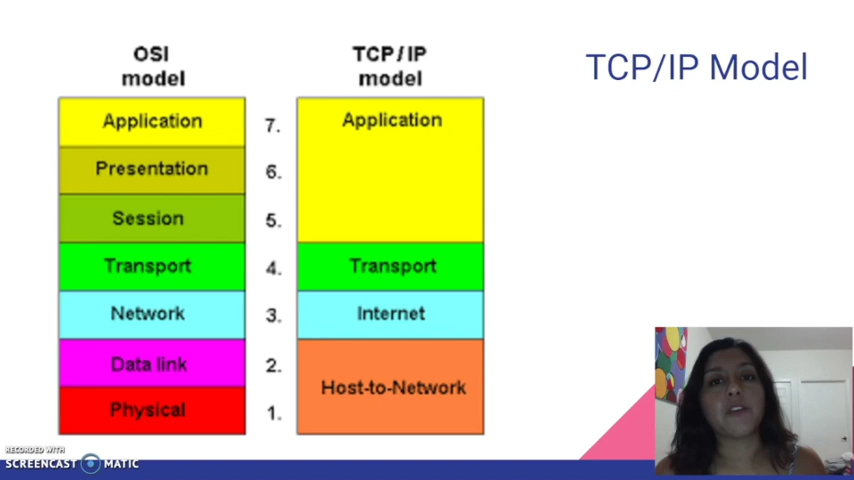 OSI
model
TCP/IP
model
TCP/IP Model
Application
7.
Application
Presentation
6.
Session
5.
Transport
4.
Transport
Network
3.
Internet
Data link
2.
Host-to-Network
Physical
1.
RECORDED WITH
SCREENCAST MATIC